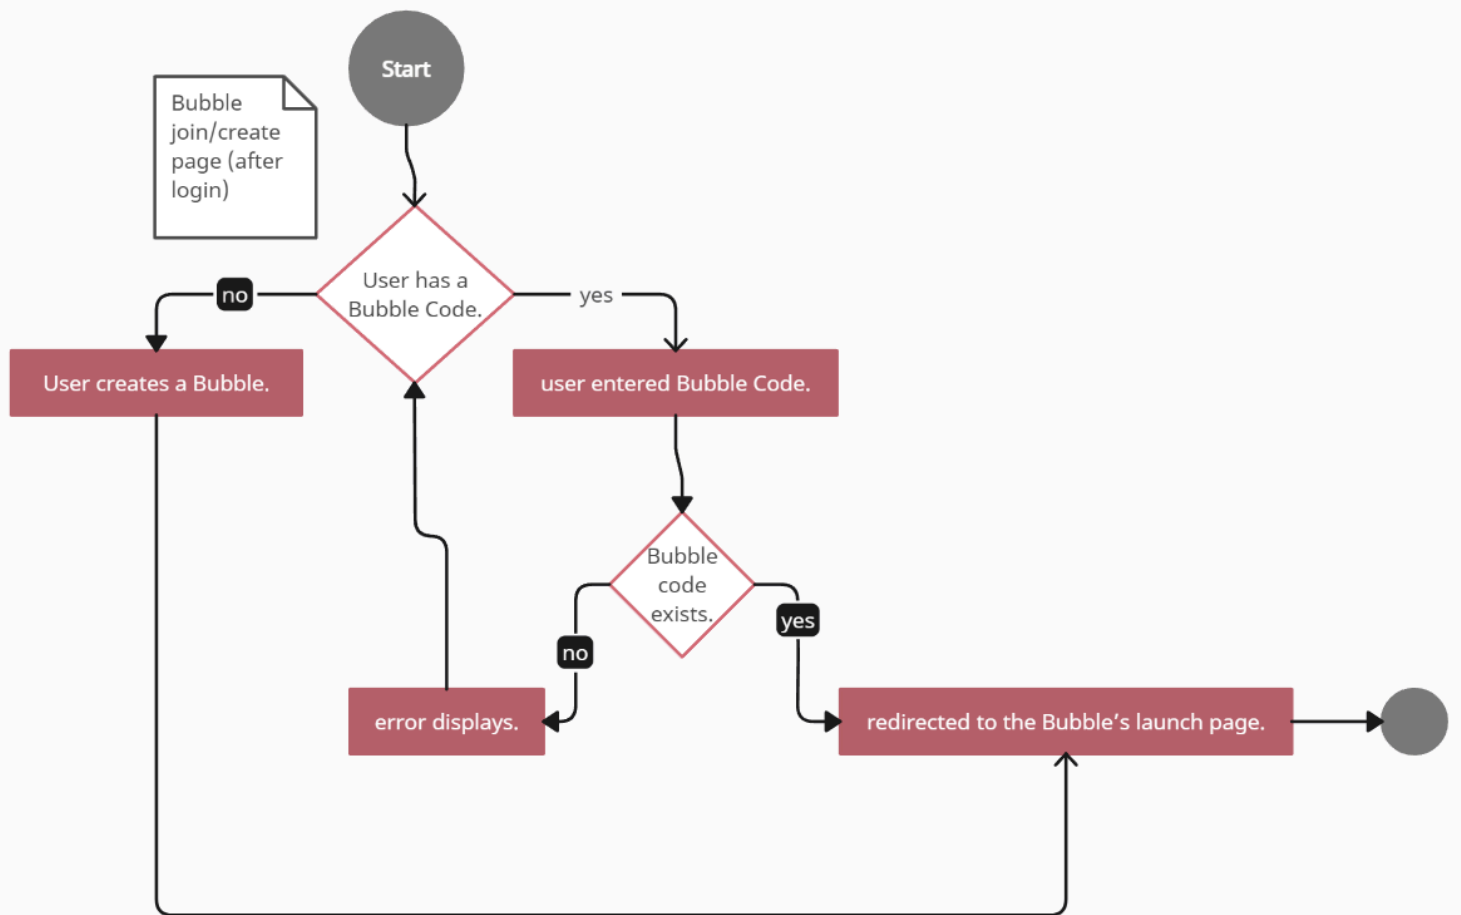 Start
Bubble
join/create
page (after
login)
User has a
Bubble Code.
no
yes
User creates a Bubble.
user entered Bubble Code.
Bubble
code
exists.
no
yes
error displays.
redirected to the Bubble’s launch page.